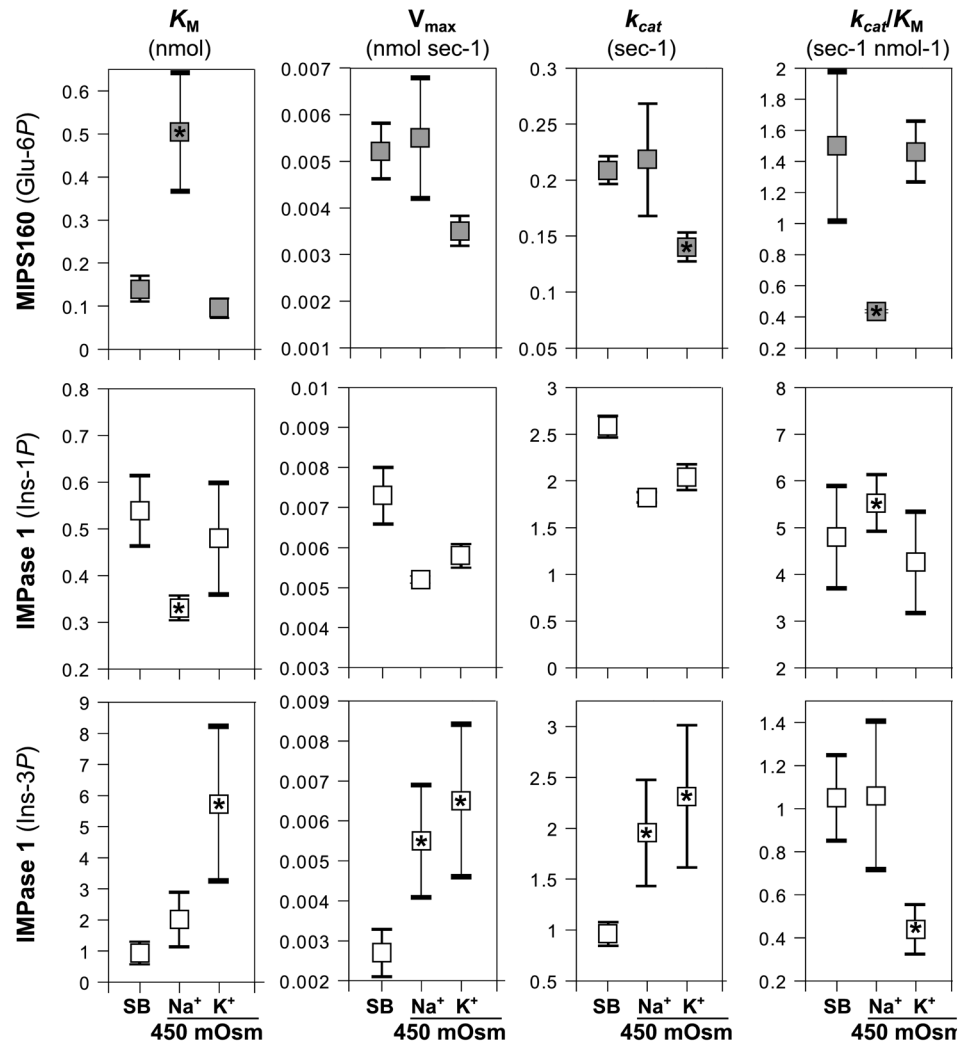 K_M V_max k_cat k_cat/K_M
(nmol) (nmol sec-1) (sec-1) (sec-1 nmol-1)
MIPS160 (Glu-6P)
0.6 0.5 0.4 0.3 0.2 0.1 0
0.007 0.006 0.005 0.004 0.003 0.002 0.001
0.3 0.25 0.2 0.15 0.1 0.05
2 1.8 1.6 1.4 1.2 1 0.8 0.6 0.4 0.2
* * *
IMPase 1 (Ins-1P)
0.8 0.7 0.6 0.5 0.4 0.3 0.2
0.01 0.009 0.008 0.007 0.006 0.005 0.004 0.003
3 2.5 2 1.5 1 0.5 0
8 7 6 5 4 3 2
* *
IMPase 1 (Ins-3P)
9 8 7 6 5 4 3 2 1 0
0.009 0.008 0.007 0.006 0.005 0.004 0.003 0.002
3 2.5 2 1.5 1 0.5
1.4 1.2 1 0.8 0.6 0.4 0.2
* * * * * *
SB Na⁺ K⁺ SB Na⁺ K⁺ SB Na⁺ K⁺ SB Na⁺ K⁺
450 mOsm 450 mOsm 450 mOsm 450 mOsm